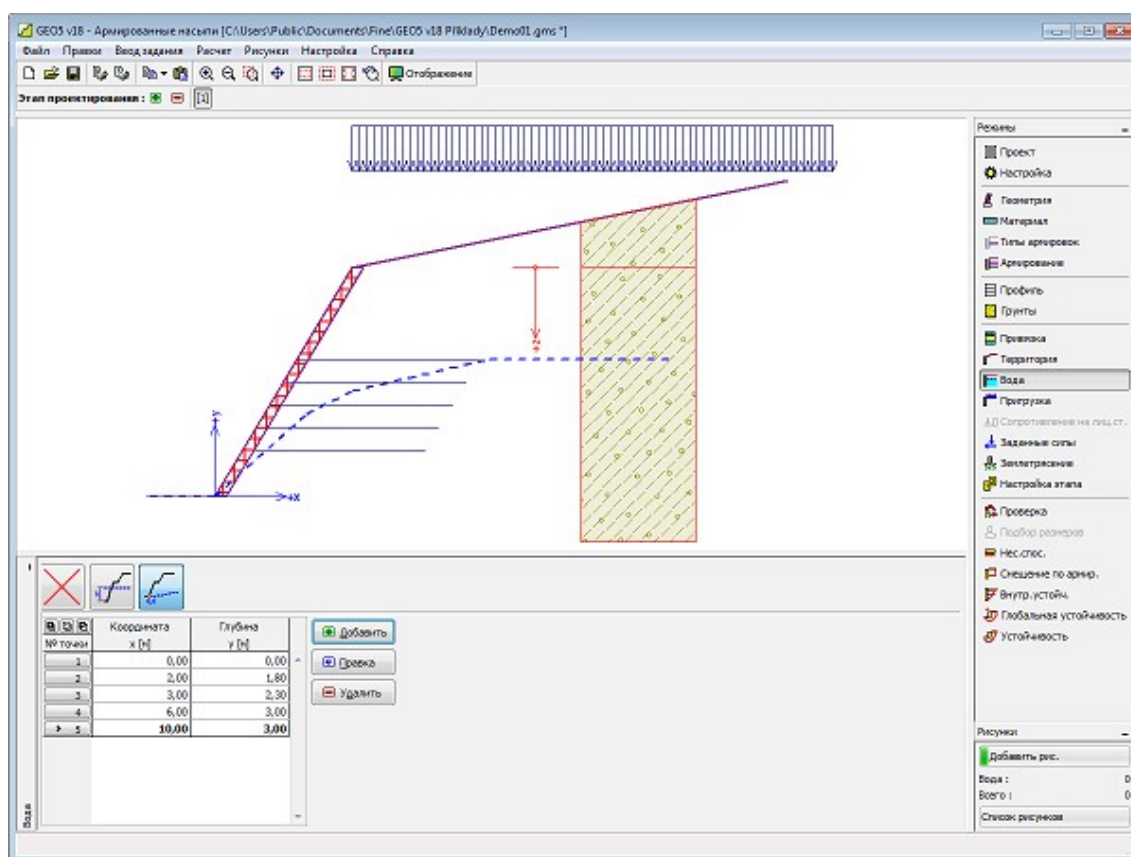 GEO5 v18 - Армированные насыпи [C:\Users\Public\Documents\Fine\GEO5 v18 Příklady\Demo01.gms *]
Файл Правки Ввод задания Расчет Рисунки Настройка Справка
Отображение
Этап проектирования : [1]
+z
+y
+x
Режимы
Проект
Настройка
Геометрия
Материал
Типы армировок
Армирование
Профиль
Грунты
Привязка
Территория
Вода
Пригрузка
Сопротивление на лиц.ст.
Заданные силы
Землетрясение
Настройка этапа
Проверка
Подбор размеров
Нес.спос.
Смещение по армир.
Внутр.устойч.
Глобальная устойчивость
Устойчивость
Координата Глубина
№ точки x [м] y [м]
1 0,00 0,00
2 2,00 1,80
3 3,00 2,30
4 6,00 3,00
5 10,00 3,00
Добавить
Правка
Удалить
Вода
Рисунки
Добавить рис.
Вода : 0
Всего : 0
Список рисунков